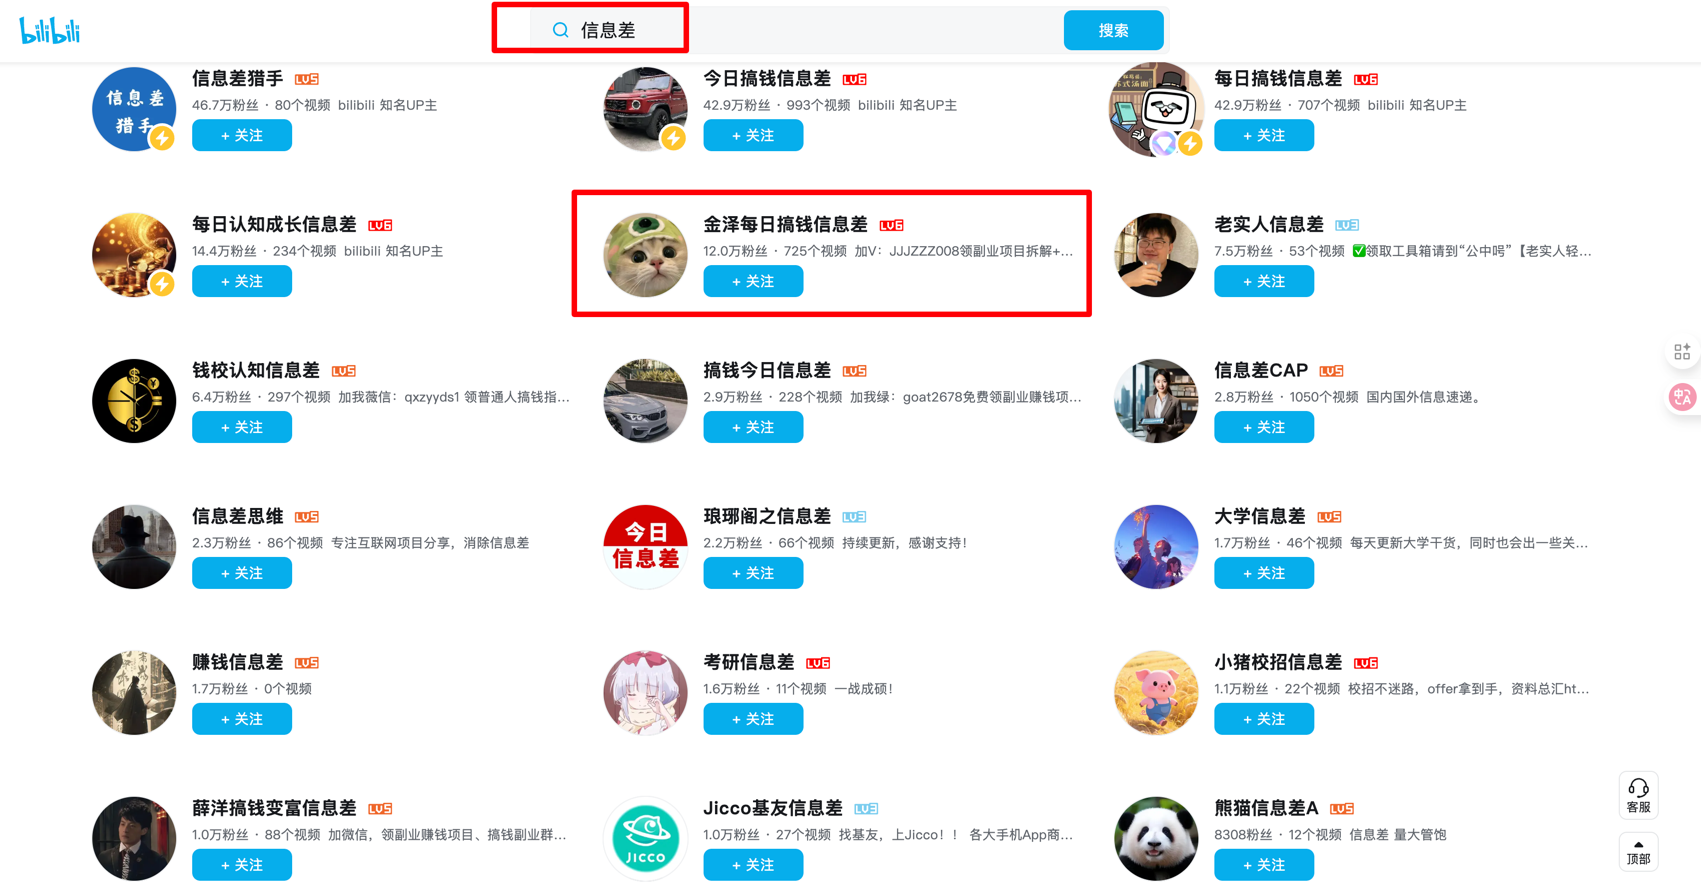 bilibili
信息差
搜索
信息差
猎手
信息差猎手 LV5
46.7万粉丝 · 80个视频 bilibili 知名UP主
+ 关注
今日搞钱信息差 LV6
42.9万粉丝 · 993个视频 bilibili 知名UP主
+ 关注
每日搞钱信息差 LV6
42.9万粉丝 · 707个视频 bilibili 知名UP主
+ 关注
每日认知成长信息差 LV6
14.4万粉丝 · 234个视频 bilibili 知名UP主
+ 关注
金泽每日搞钱信息差 LV6
12.0万粉丝 · 725个视频 加V：JJJZZZ008领副业项目拆解+...
+ 关注
老实人信息差 LV3
7.5万粉丝 · 53个视频 ✅领取工具箱请到“公中呺”【老实人轻...
+ 关注
钱校认知信息差 LV5
6.4万粉丝 · 297个视频 加我薇信：qxzyyds1 领普通人搞钱指...
+ 关注
搞钱今日信息差 LV5
2.9万粉丝 · 228个视频 加我绿：goat2678免费领副业赚钱项...
+ 关注
信息差CAP LV5
2.8万粉丝 · 1050个视频 国内国外信息速递。
+ 关注
信息差思维 LV5
2.3万粉丝 · 86个视频 专注互联网项目分享，消除信息差
+ 关注
今日
信息差
琅琊阁之信息差 LV3
2.2万粉丝 · 66个视频 持续更新，感谢支持！
+ 关注
大学信息差 LV5
1.7万粉丝 · 46个视频 每天更新大学干货，同时也会出一些关...
+ 关注
赚钱信息差 LV5
1.7万粉丝 · 0个视频
+ 关注
考研信息差 LV6
1.6万粉丝 · 11个视频 一战成硕！
+ 关注
小猪校招信息差 LV6
1.1万粉丝 · 22个视频 校招不迷路，offer拿到手，资料总汇ht...
+ 关注
薛洋搞钱变富信息差 LV5
1.0万粉丝 · 88个视频 加微信，领副业赚钱项目、搞钱副业群...
+ 关注
JICCO
Jicco基友信息差 LV3
1.0万粉丝 · 27个视频 找基友，上Jicco！！ 各大手机App商...
+ 关注
熊猫信息差A LV5
8308粉丝 · 12个视频 信息差 量大管饱
+ 关注
客服
顶部